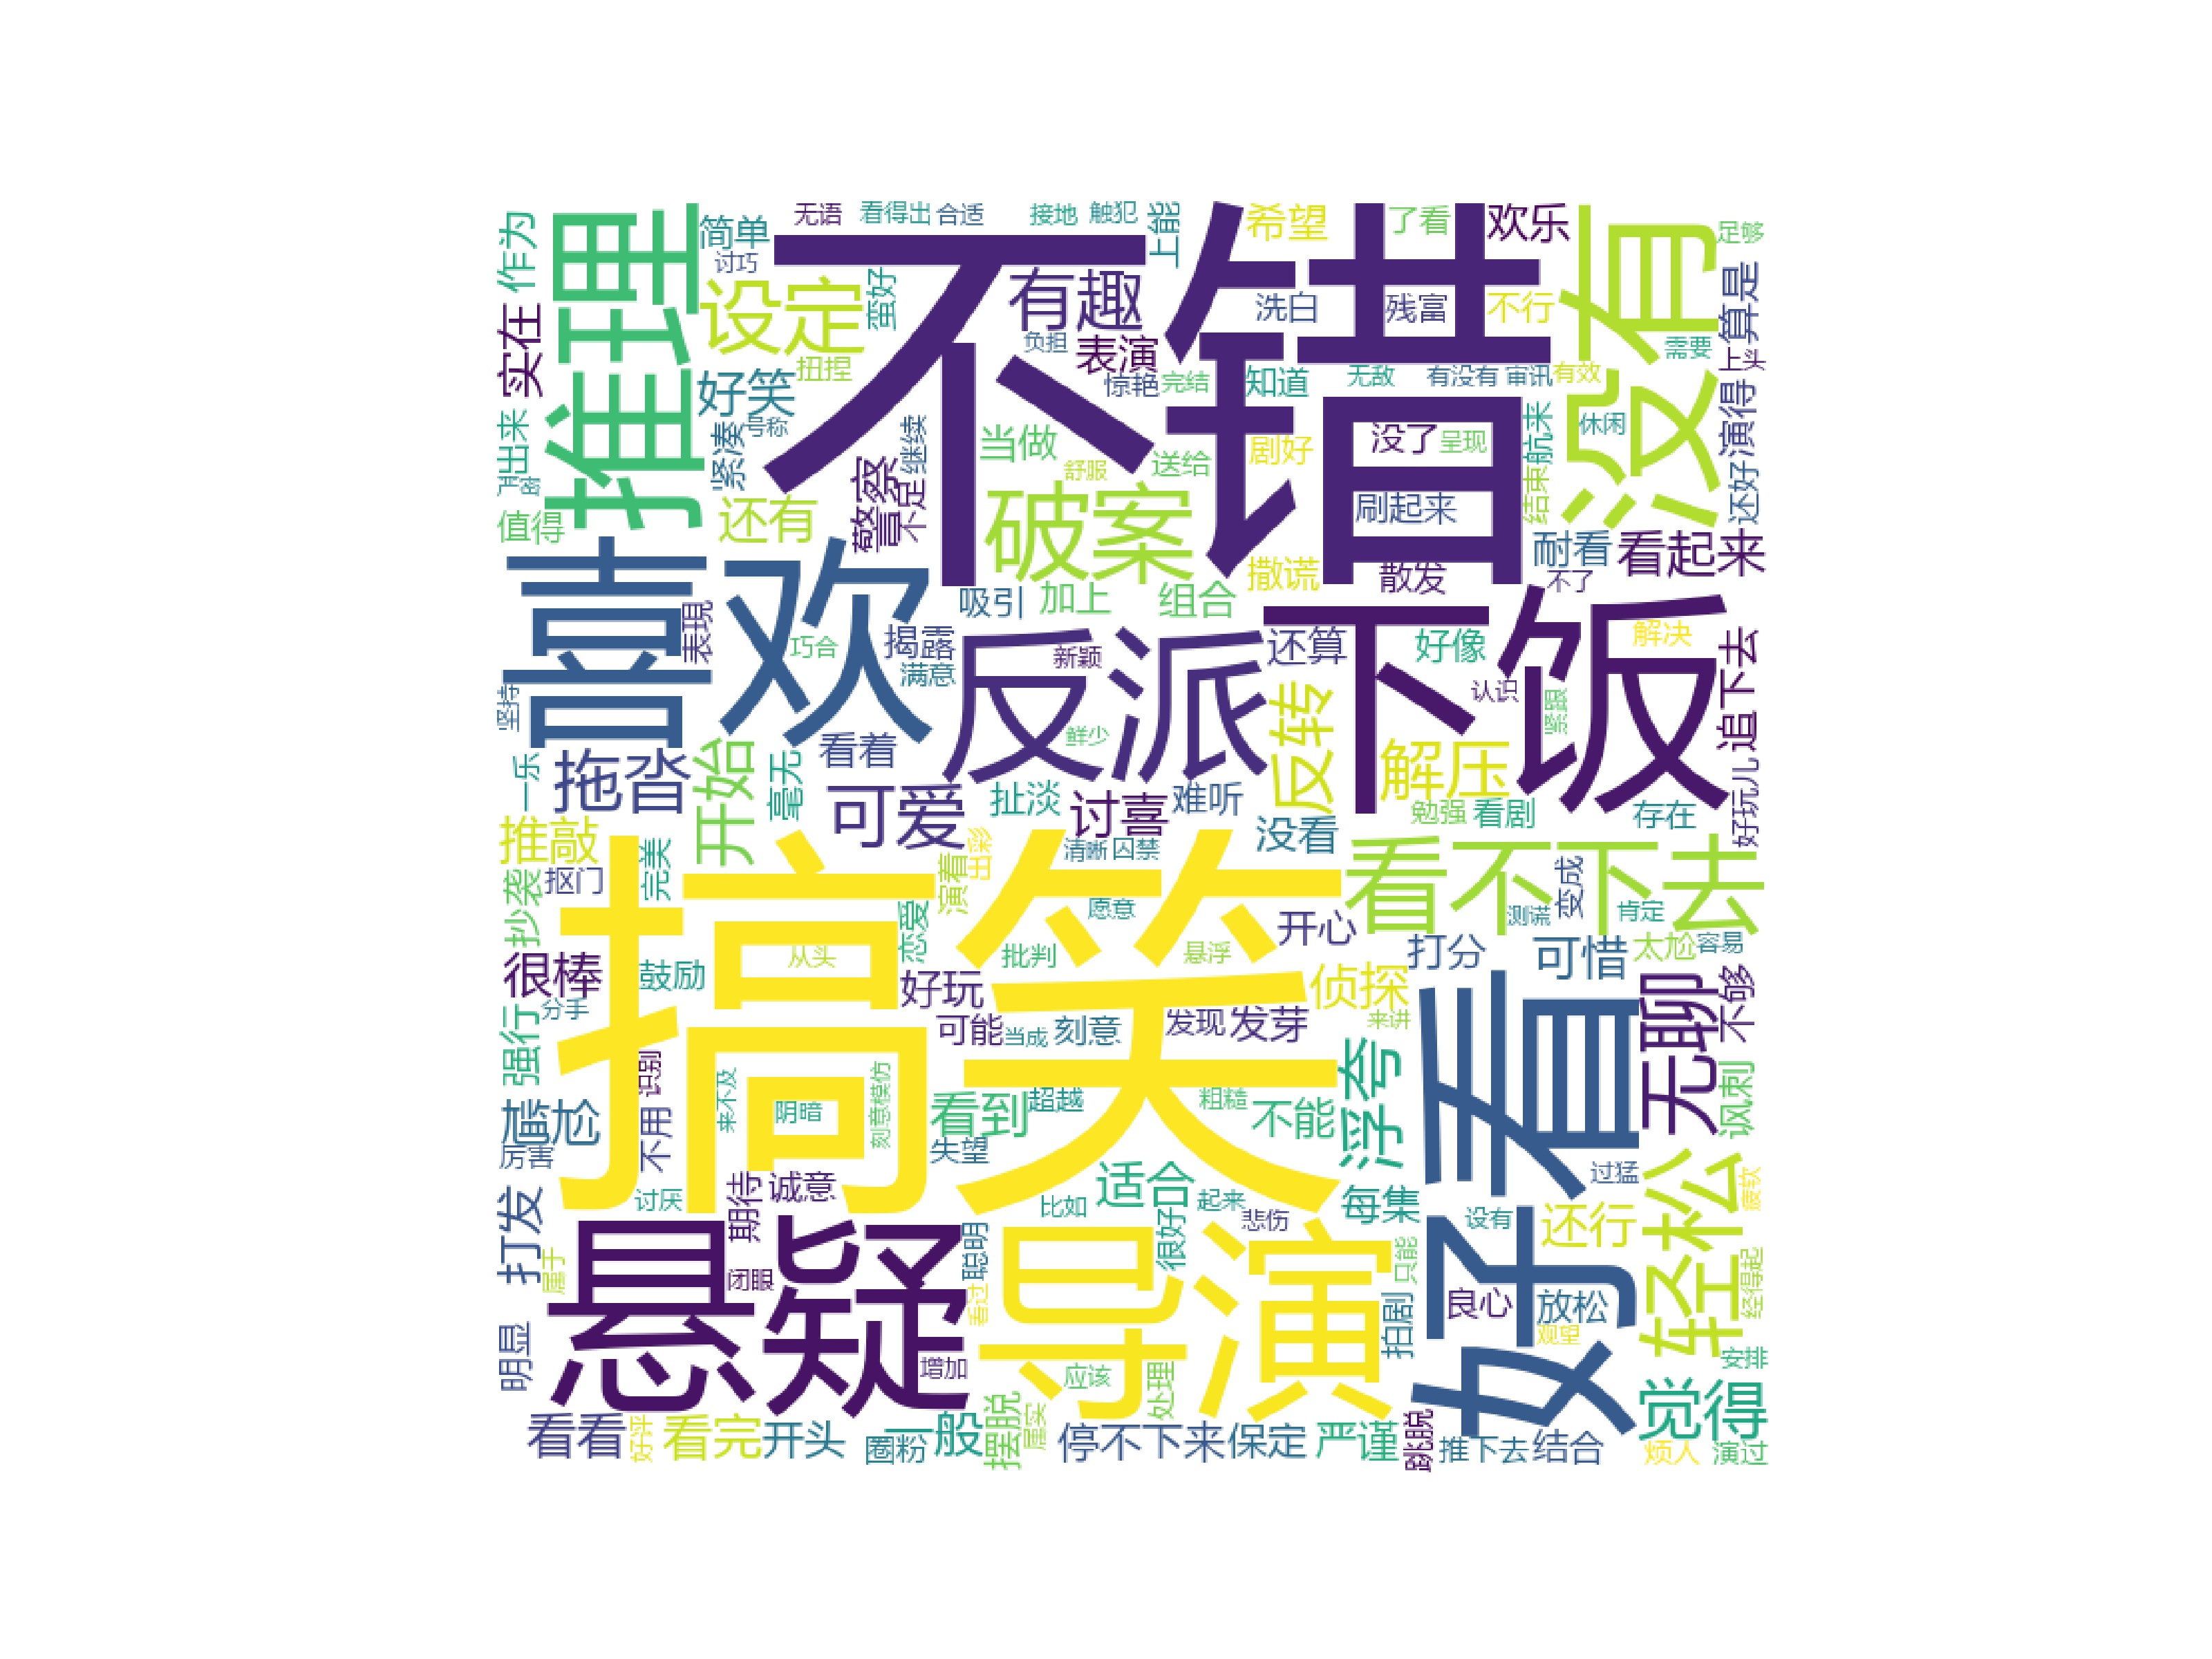 不错
搞笑
喜欢
下饭
好看
悬疑
导演
推理
没有
反派
破案
看不下去
设定
轻松
无聊
有趣
反转
解压
拖沓
可爱
讨喜
开始
浮夸
觉得
看起来
尴尬
很棒
推敲
侦探
可惜
适合
看到
好笑
还有
警察
表演
简单
作为
实在
值得
紧凑
扭捏
蛮好
讨巧
号称
继续
不足
无语
看得出
合适
接地
触犯
上能
希望
了看
欢乐
足够
算是
需要
上头
洗白
残富
不行
负担
惊艳
完结
知道
无敌
有没有
审讯
有效
演得
还好
当做
舒服
送给
剧好
没了
呈现
休闲
刷起来
结束
航来
耐看
撒谎
散发
不了
吸引
加上
组合
表现
巧合
揭露
满意
新颖
还算
好像
解决
认识
紧跟
追下去
坚持
一乐
看着
鲜少
毫无
扯淡
难听
没看
勉强
看剧
存在
好玩儿
抠门
完美
抄袭
演着
出彩
清晰
囚禁
恋爱
愿意
开心
测谎
变成
肯定
打分
太尬
容易
不够
鼓励
从头
好玩
批判
悬浮
分手
强行
可能
当成
刻意
发现
发芽
来讲
识别
不用
来不及
阴暗
刻意模仿
超越
粗糙
不能
讽刺
厉害
失望
讨厌
期待
诚意
比如
起来
很好
悲伤
每集
设有
还行
过猛
疲软
打发
属于
闭眼
聪明
看过
只能
拍剧
良心
放松
观望
经得起
安排
明显
增加
应该
处理
看看
好评
看完
开头
圈粉
一般
摆脱
属实
停不下来
保定
严谨
跳脱
推下去
结合
烦人
演过